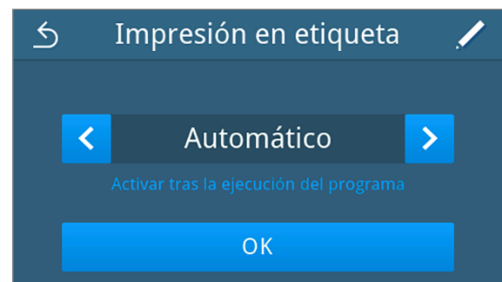 Impresión en etiqueta
Automático
Activar tras la ejecución del programa
OK